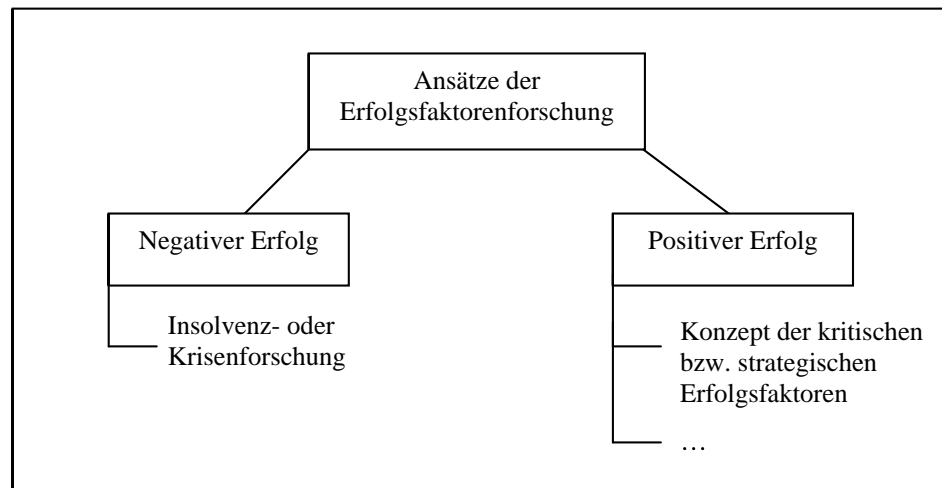 Ansätze der
Erfolgsfaktorenforschung
Negativer Erfolg
Insolvenz- oder
Krisenforschung
Positiver Erfolg
Konzept der kritischen
bzw. strategischen
Erfolgsfaktoren
…